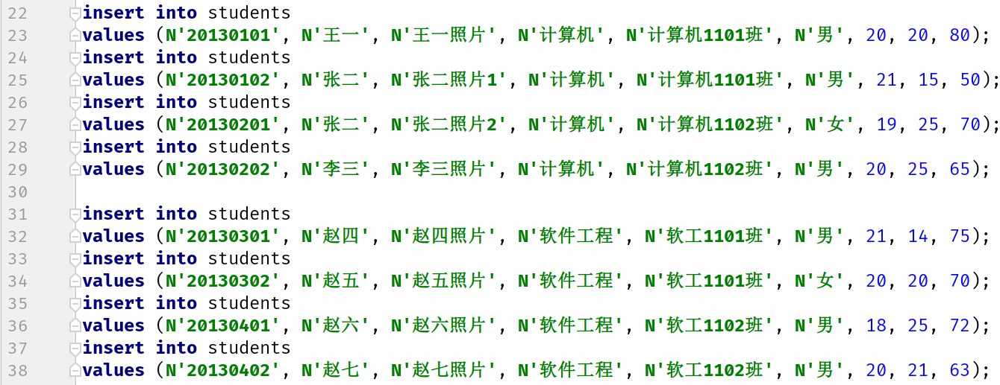 22 insert into students
23 values (N'20130101', N'王一', N'王一照片', N'计算机', N'计算机1101班', N'男', 20, 20, 80);
24 insert into students
25 values (N'20130102', N'张二', N'张二照片1', N'计算机', N'计算机1101班', N'男', 21, 15, 50);
26 insert into students
27 values (N'20130201', N'张二', N'张二照片2', N'计算机', N'计算机1102班', N'女', 19, 25, 70);
28 insert into students
29 values (N'20130202', N'李三', N'李三照片', N'计算机', N'计算机1102班', N'男', 20, 25, 65);
30
31 insert into students
32 values (N'20130301', N'赵四', N'赵四照片', N'软件工程', N'软工1101班', N'男', 21, 14, 75);
33 insert into students
34 values (N'20130302', N'赵五', N'赵五照片', N'软件工程', N'软工1101班', N'女', 20, 20, 70);
35 insert into students
36 values (N'20130401', N'赵六', N'赵六照片', N'软件工程', N'软工1102班', N'男', 18, 25, 72);
37 insert into students
38 values (N'20130402', N'赵七', N'赵七照片', N'软件工程', N'软工1102班', N'男', 20, 21, 63);